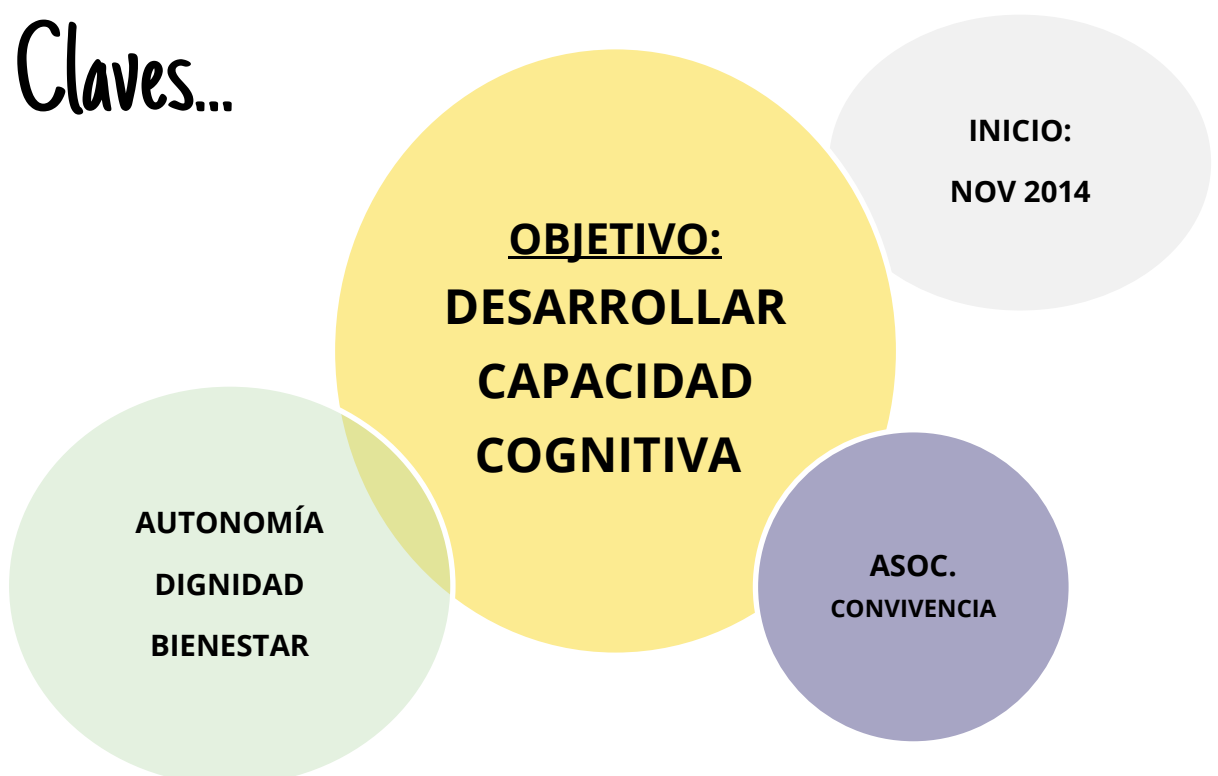 Claves...
INICIO:
NOV 2014
OBJETIVO:
DESARROLLAR
CAPACIDAD
COGNITIVA
AUTONOMÍA
DIGNIDAD
BIENESTAR
ASOC.
CONVIVENCIA